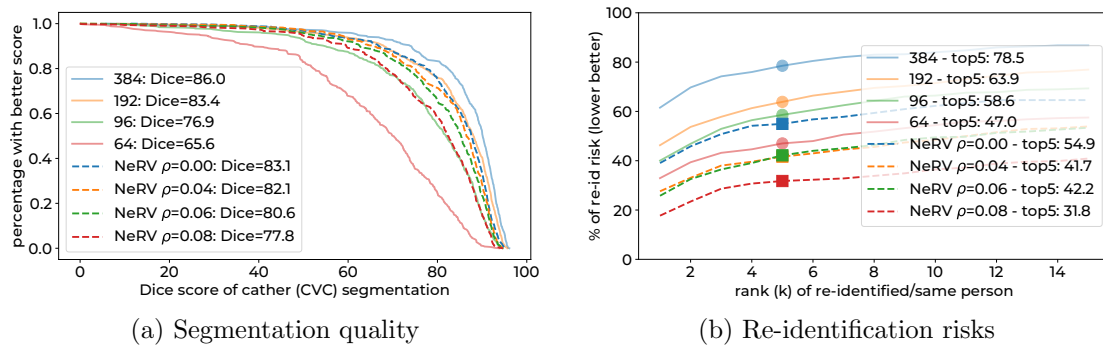 percentage with better score
1.0
0.8
0.6
0.4
0.2
0.0
384: Dice=86.0
192: Dice=83.4
96: Dice=76.9
64: Dice=65.6
NeRV ρ=0.00: Dice=83.1
NeRV ρ=0.04: Dice=82.1
NeRV ρ=0.06: Dice=80.6
NeRV ρ=0.08: Dice=77.8
0 20 40 60 80 100
Dice score of cather (CVC) segmentation
(a) Segmentation quality
% of re-id risk (lower better)
100
80
60
40
20
0
384 - top5: 78.5
192 - top5: 63.9
96 - top5: 58.6
64 - top5: 47.0
NeRV ρ=0.00 - top5: 54.9
NeRV ρ=0.04 - top5: 41.7
NeRV ρ=0.06 - top5: 42.2
NeRV ρ=0.08 - top5: 31.8
2 4 6 8 10 12 14
rank (k) of re-identified/same person
(b) Re-identification risks